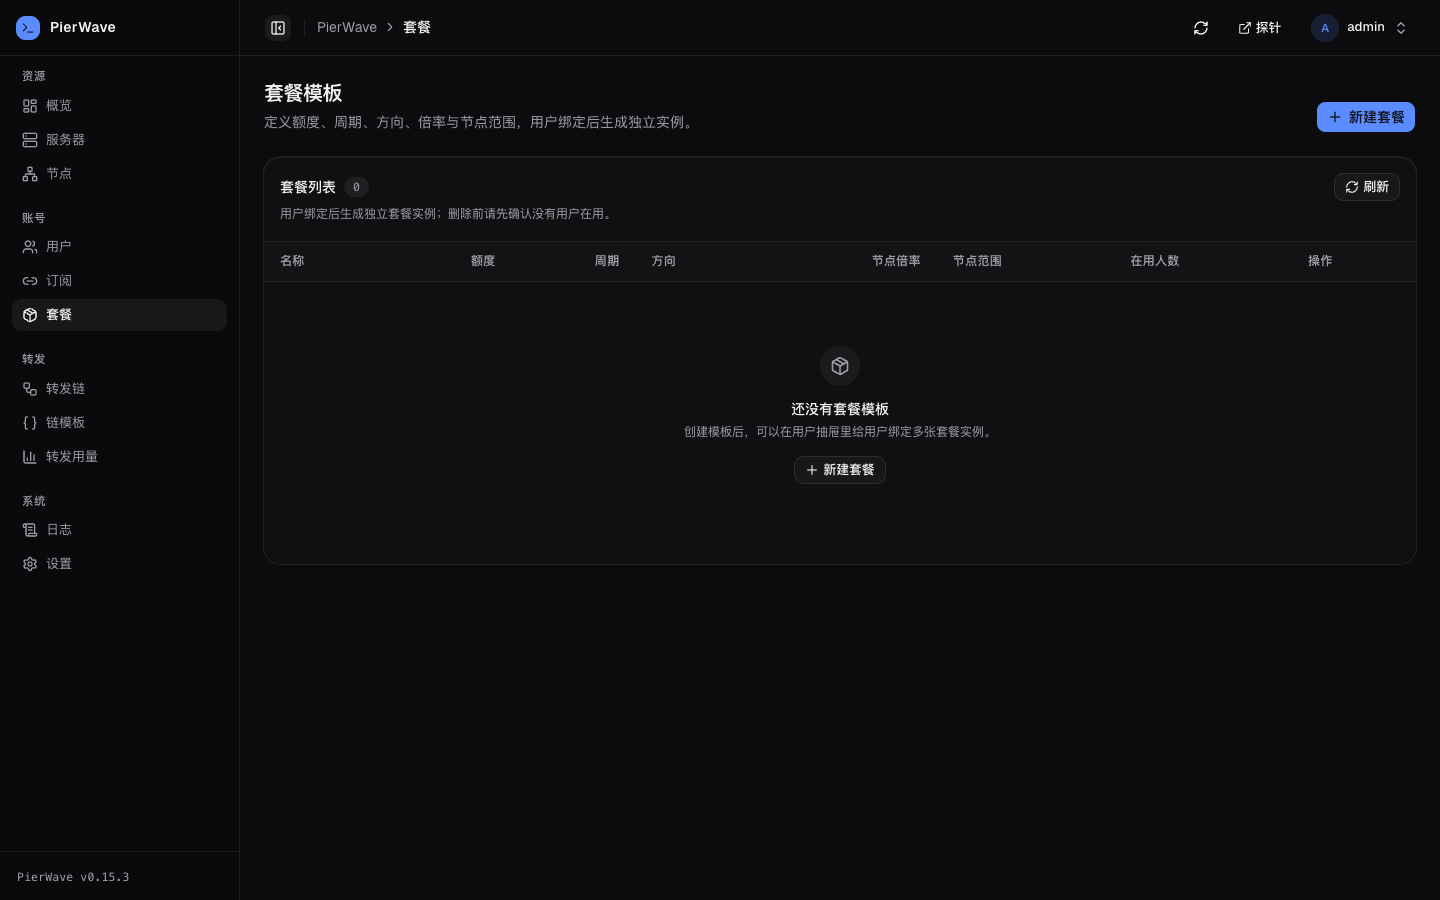 PierWave
PierWave > 套餐
探针
A admin
资源
概览
服务器
节点
账号
用户
订阅
套餐
转发
转发链
链模板
转发用量
系统
日志
设置
PierWave v0.15.3
套餐模板
定义额度、周期、方向、倍率与节点范围，用户绑定后生成独立实例。
新建套餐
套餐列表 0
用户绑定后生成独立套餐实例；删除前请先确认没有用户在用。
刷新
名称 额度 周期 方向 节点倍率 节点范围 在用人数 操作
还没有套餐模板
创建模板后，可以在用户抽屉里给用户绑定多张套餐实例。
新建套餐